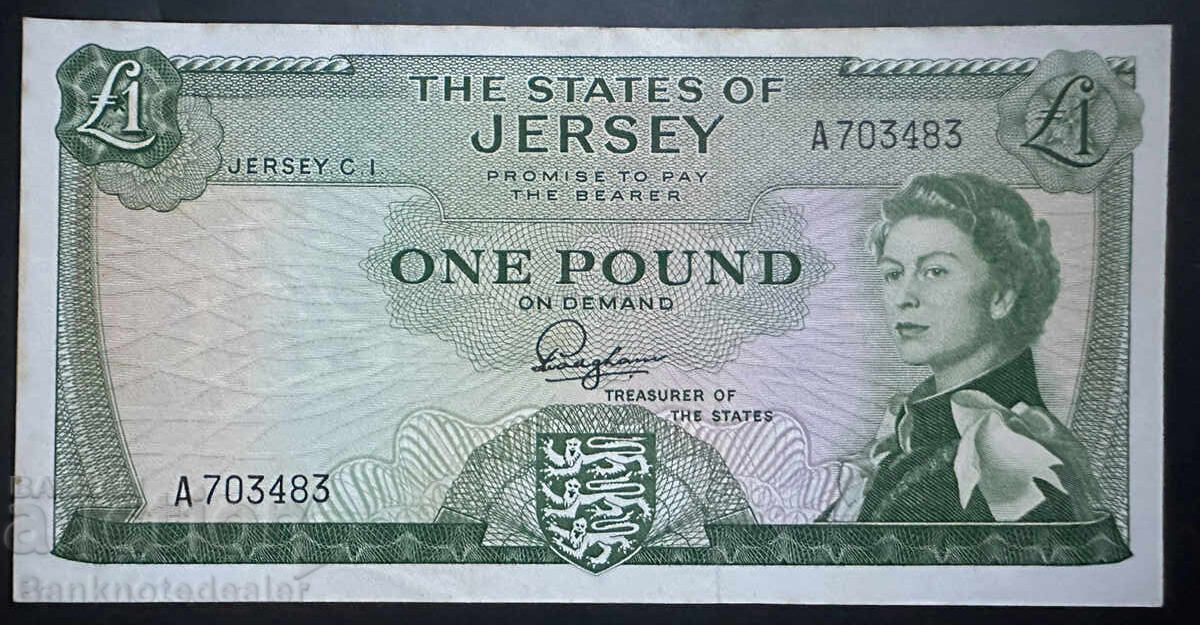 £1
THE STATES OF
JERSEY
A703483
£1
JERSEY C I
PROMISE TO PAY
THE BEARER
ONE POUND
ON DEMAND
Padgham
TREASURER OF
THE STATES
A703483
Banknotedealer